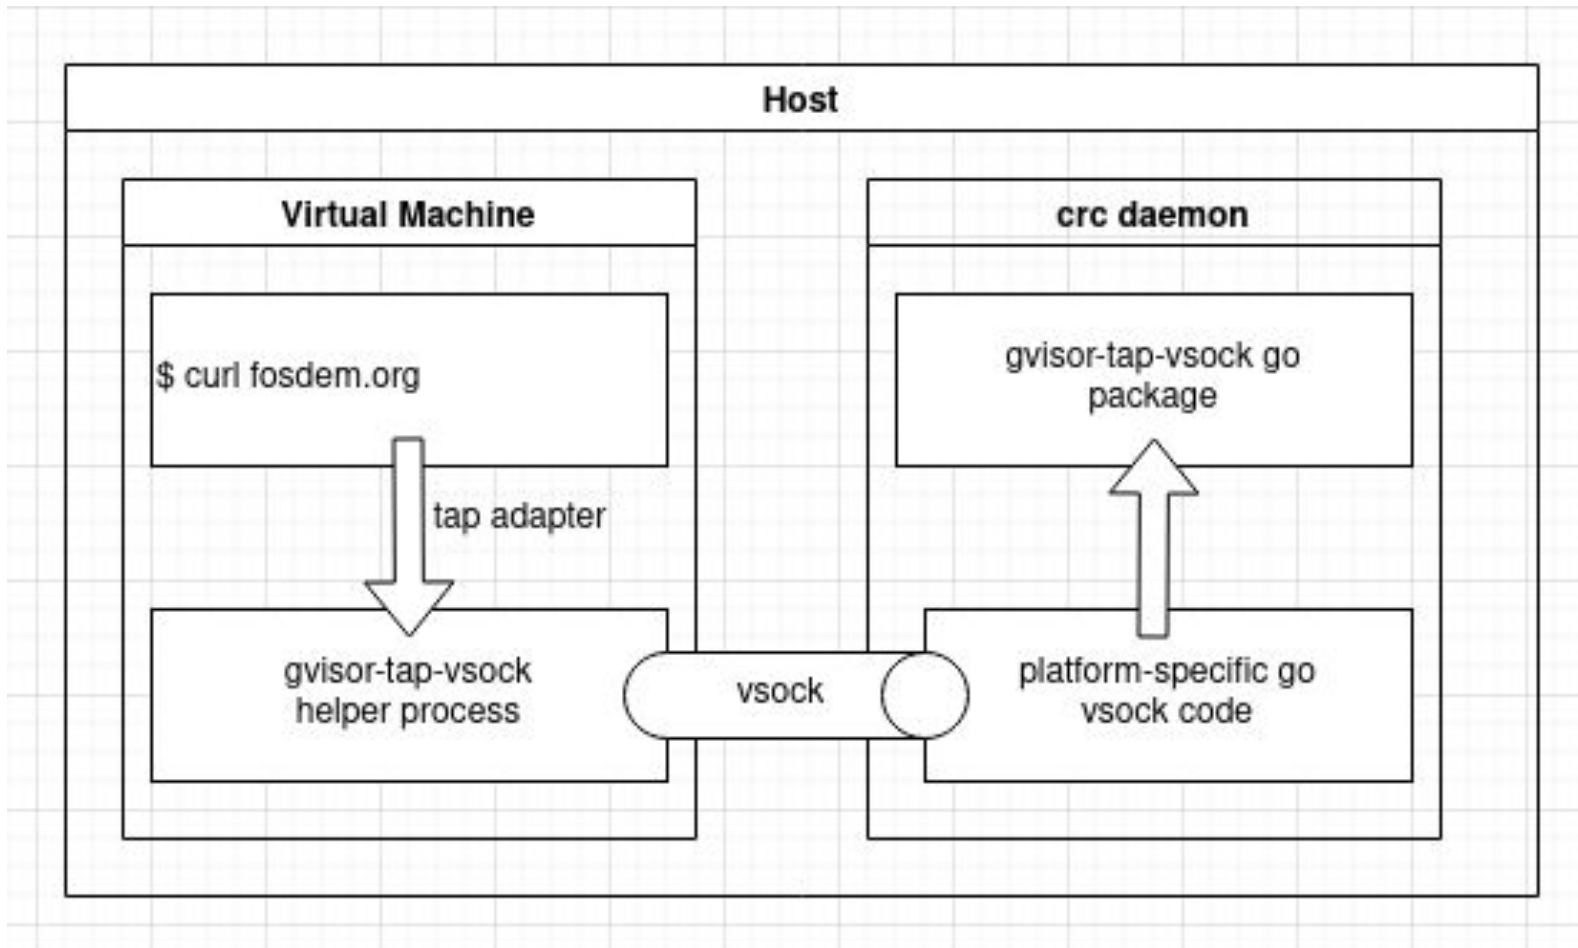 Host
Virtual Machine
$ curl fosdem.org
tap adapter
gvisor-tap-vsock
helper process
vsock
crc daemon
gvisor-tap-vsock go
package
platform-specific go
vsock code